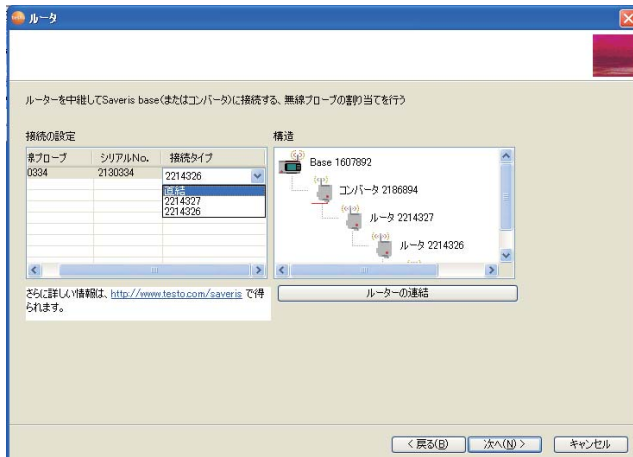 ルータ
ルーターを中継してSaveris base(またはコンバータ)に接続する、無線プローブの割り当てを行う
接続の設定
プローブ シリアルNo. 接続タイプ
0334 2130334 2214326
直結
2214327
2214326
さらに詳しい情報は、http://www.testo.com/saveris で得
られます。
構造
Base 1607892
コンバータ 2186894
ルータ 2214327
ルータ 2214326
ルーターの連結
< 戻る(B)
次へ(N) >
キャンセル